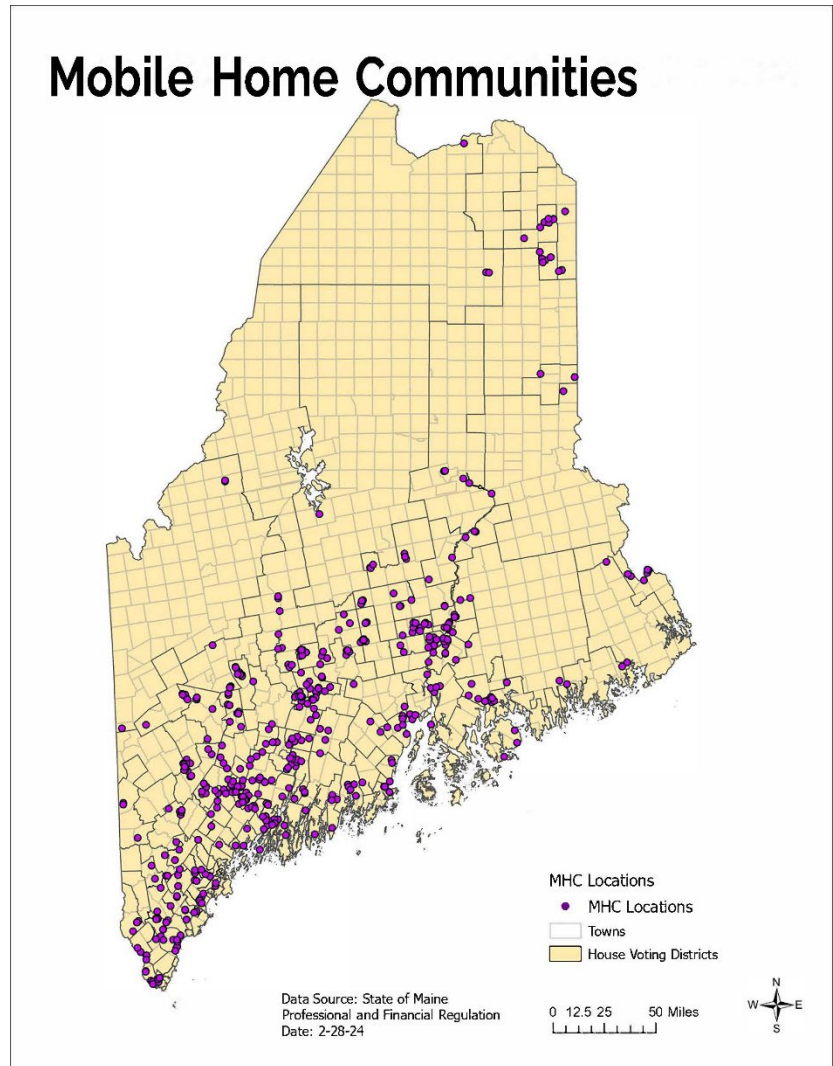 Mobile Home Communities
MHC Locations
MHC Locations
Towns
House Voting Districts
Data Source: State of Maine
Professional and Financial Regulation
Date: 2-28-24
0 12.5 25 50 Miles
N
W E
S